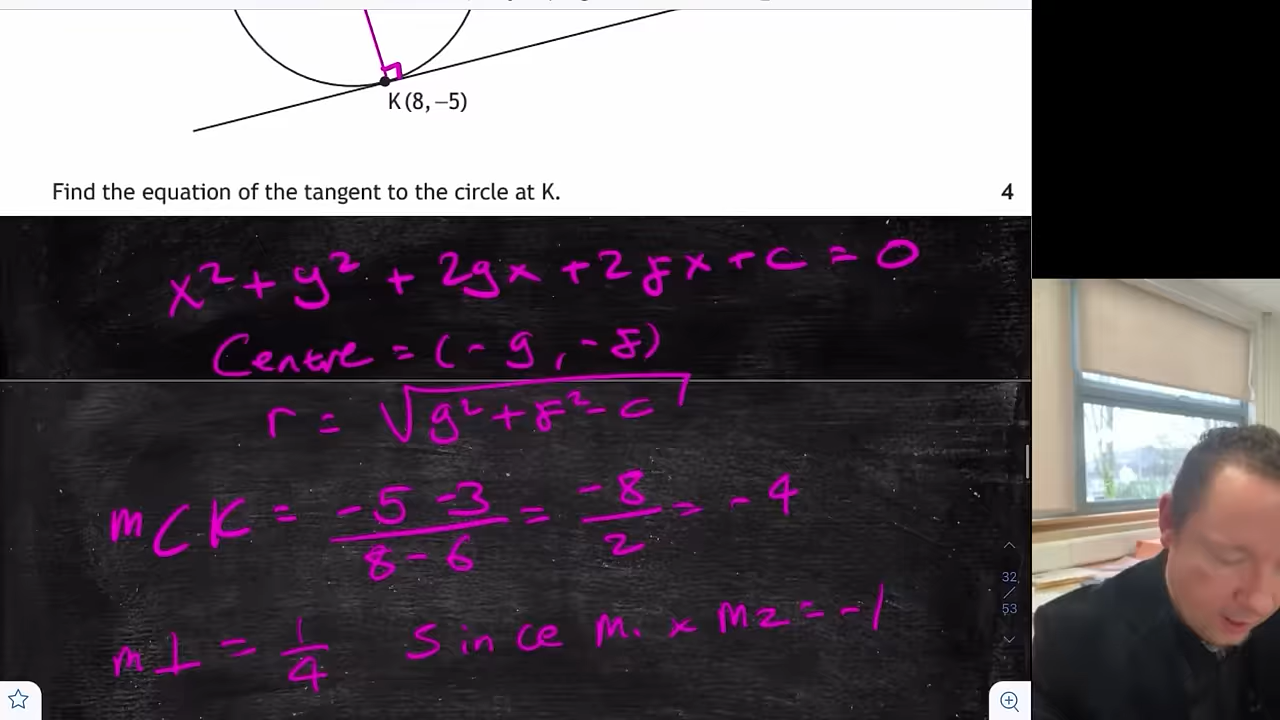 K (8, −5)
Find the equation of the tangent to the circle at K. 4
x² + y² + 2gx + 2fx + c = 0
Centre = (-g, -f)
r = √(g² + f² - c)
mCK = (-5 -3)/(8 - 6) = -8/2 = -4
m⊥ = 1/4 Since m₁ × m₂ = -1
32
/
53